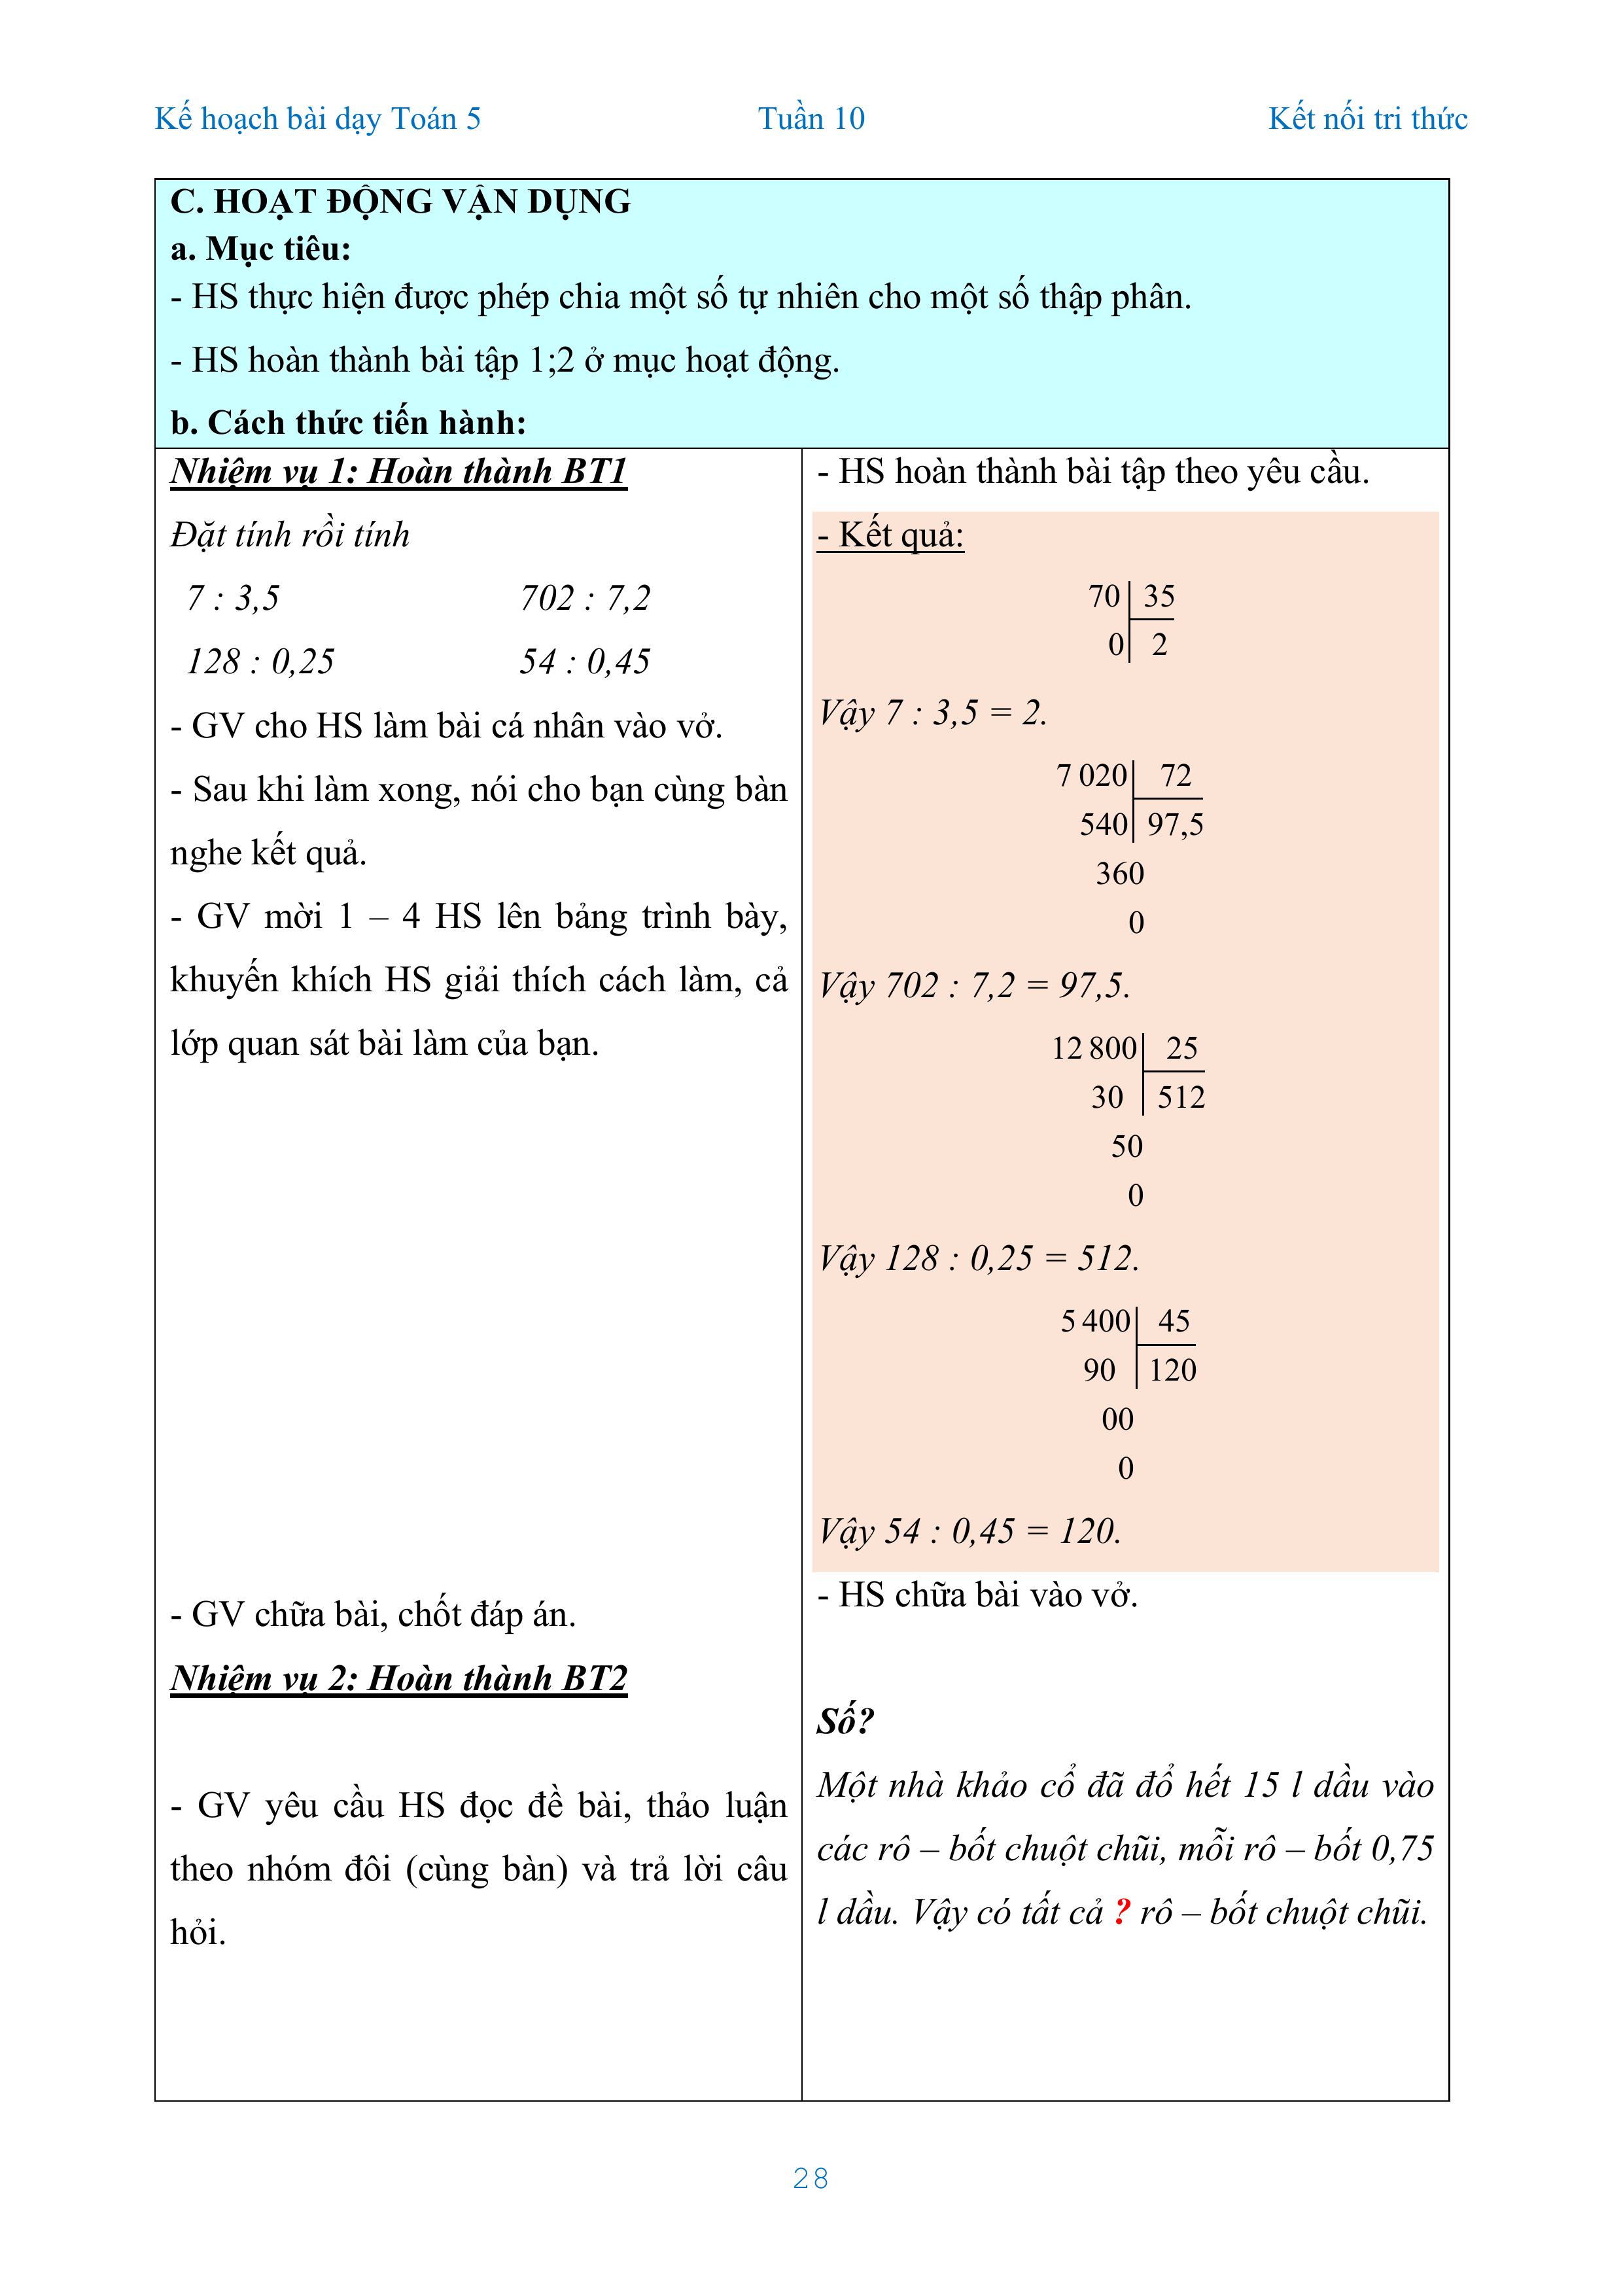 Kế hoạch bài dạy Toán 5 Tuần 10 Kết nối tri thức
C. HOẠT ĐỘNG VẬN DỤNG
a. Mục tiêu:
- HS thực hiện được phép chia một số tự nhiên cho một số thập phân.
- HS hoàn thành bài tập 1;2 ở mục hoạt động.
b. Cách thức tiến hành:
Nhiệm vụ 1: Hoàn thành BT1
Đặt tính rồi tính
7 : 3,5 702 : 7,2
128 : 0,25 54 : 0,45
- GV cho HS làm bài cá nhân vào vở.
- Sau khi làm xong, nói cho bạn cùng bàn
nghe kết quả.
- GV mời 1 – 4 HS lên bảng trình bày,
khuyến khích HS giải thích cách làm, cả
lớp quan sát bài làm của bạn.
- GV chữa bài, chốt đáp án.
Nhiệm vụ 2: Hoàn thành BT2
- GV yêu cầu HS đọc đề bài, thảo luận
theo nhóm đôi (cùng bàn) và trả lời câu
hỏi.
- HS hoàn thành bài tập theo yêu cầu.
- Kết quả:
70 35
0 2
Vậy 7 : 3,5 = 2.
7 020 72
540 97,5
360
0
Vậy 702 : 7,2 = 97,5.
12 800 25
30 512
50
0
Vậy 128 : 0,25 = 512.
5 400 45
90 120
00
0
Vậy 54 : 0,45 = 120.
- HS chữa bài vào vở.
Số?
Một nhà khảo cổ đã đổ hết 15 l dầu vào
các rô – bốt chuột chũi, mỗi rô – bốt 0,75
l dầu. Vậy có tất cả ? rô – bốt chuột chũi.
28